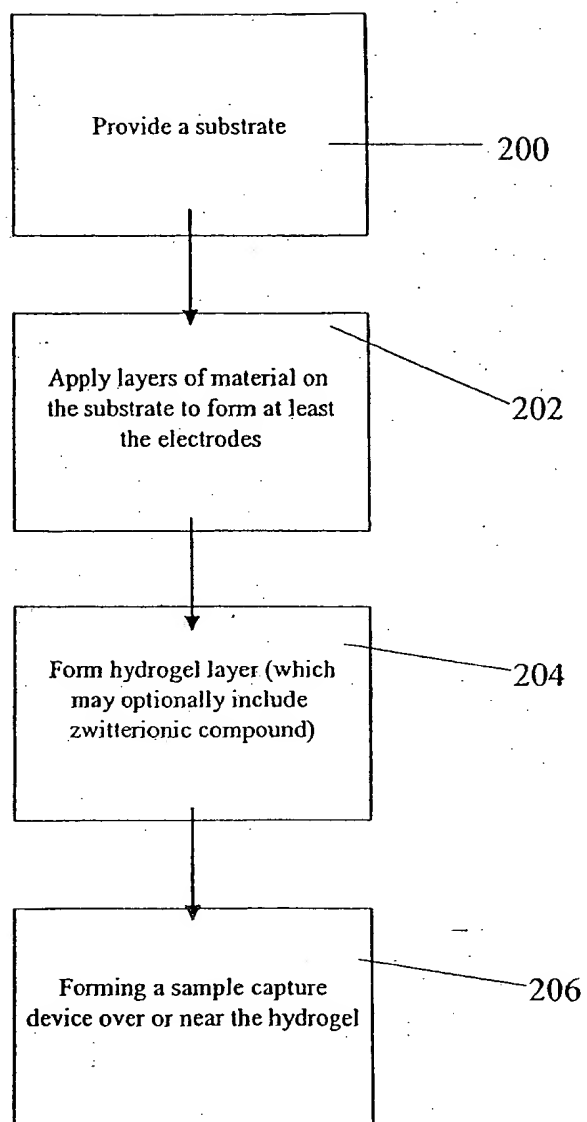 Provide a substrate
200
Apply layers of material on
the substrate to form at least
the electrodes
202
Form hydrogel layer (which
may optionally include
zwitterionic compound)
204
Forming a sample capture
device over or near the hydrogel
206